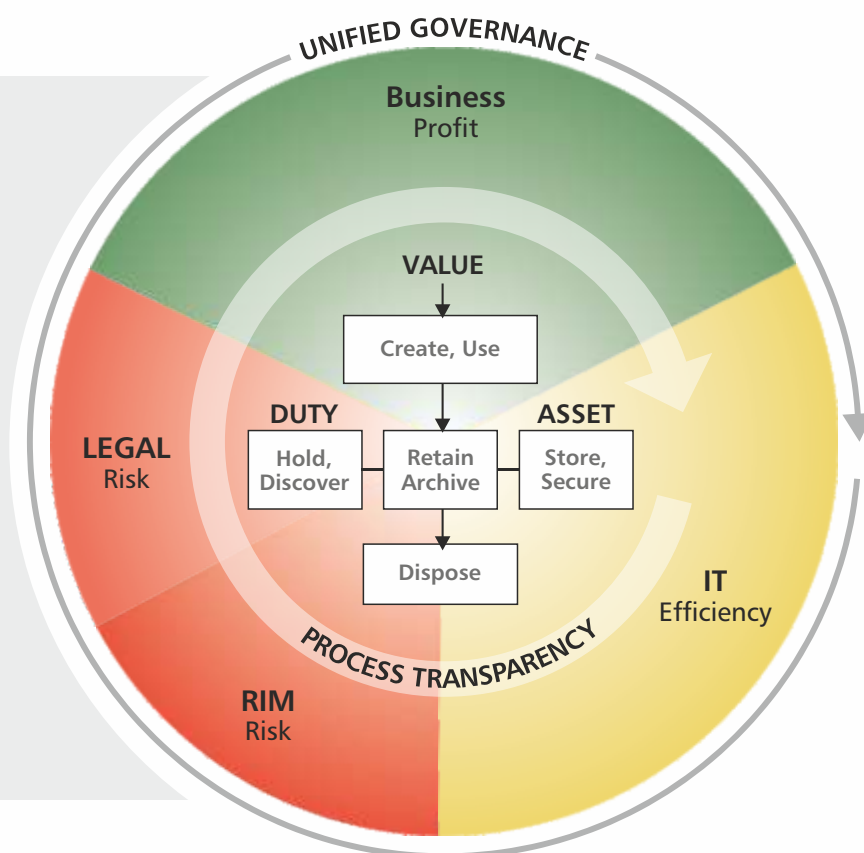 UNIFIED GOVERNANCE
Business
Profit
VALUE
Create, Use
DUTY
ASSET
Hold,
Discover
Retain
Archive
Store,
Secure
LEGAL
Risk
Dispose
IT
Efficiency
PROCESS TRANSPARENCY
RIM
Risk